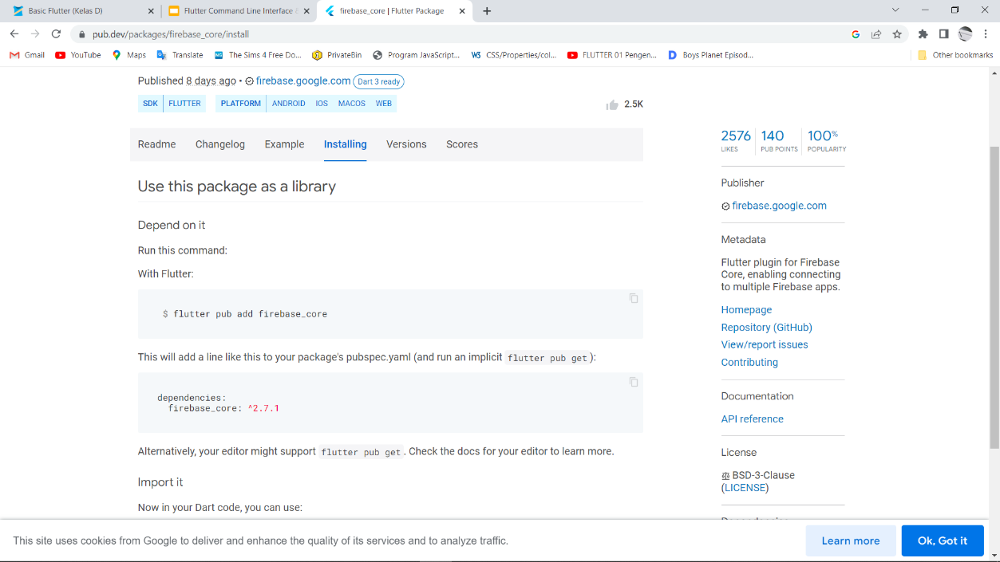 Basic Flutter (Kelas D)
Flutter Command Line Interface
firebase_core | Flutter Package
pub.dev/packages/firebase_core/install
Gmail
YouTube
Maps
Translate
The Sims 4 Free Do...
PrivateBin
Program JavaScript...
CSS/Properties/col...
FLUTTER 01 Pengen...
Boys Planet Episod...
Other bookmarks
Published 8 days ago • firebase.google.com Dart 3 ready
SDK FLUTTER PLATFORM ANDROID IOS MACOS WEB
2.5K
Readme Changelog Example Installing Versions Scores
Use this package as a library
Depend on it
Run this command:
With Flutter:
$ flutter pub add firebase_core
This will add a line like this to your package's pubspec.yaml (and run an implicit flutter pub get ):
dependencies:
firebase_core: ^2.7.1
Alternatively, your editor might support flutter pub get . Check the docs for your editor to learn more.
Import it
Now in your Dart code, you can use:
2576 140 100%
LIKES PUB POINTS POPULARITY
Publisher
firebase.google.com
Metadata
Flutter plugin for Firebase
Core, enabling connecting
to multiple Firebase apps.
Homepage
Repository (GitHub)
View/report issues
Contributing
Documentation
API reference
License
BSD-3-Clause
(LICENSE)
This site uses cookies from Google to deliver and enhance the quality of its services and to analyze traffic.
Learn more
Ok, Got it